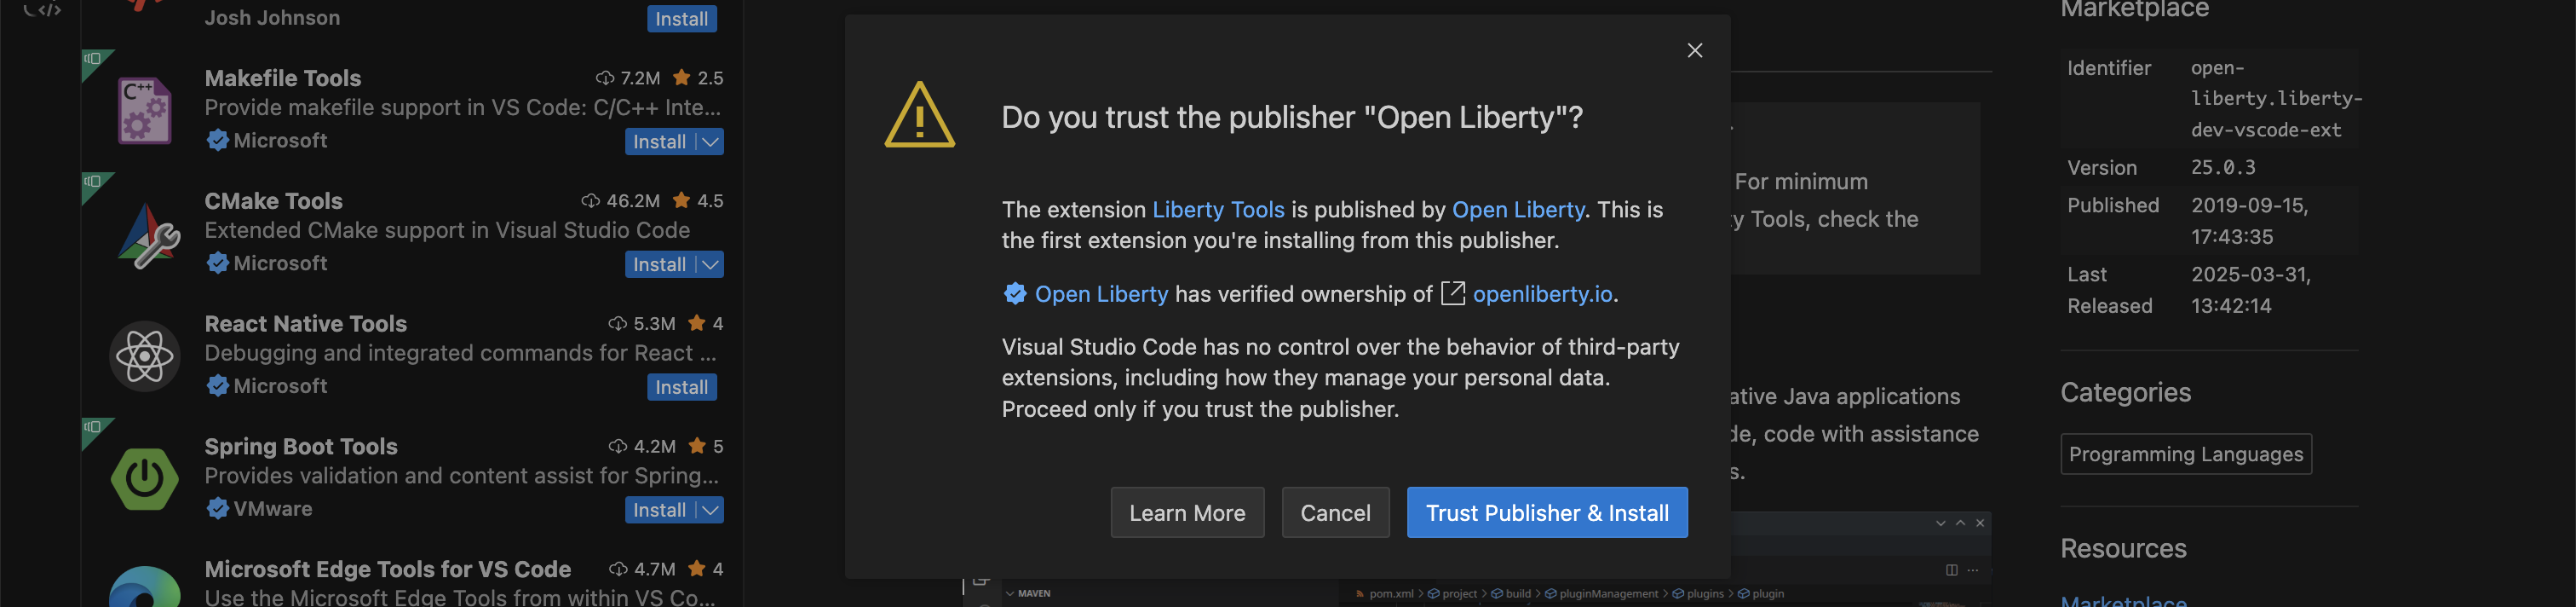 Josh Johnson
Install
Makefile Tools 7.2M 2.5
Provide makefile support in VS Code: C/C++ Inte...
Microsoft
Install
CMake Tools 46.2M 4.5
Extended CMake support in Visual Studio Code
Microsoft
Install
React Native Tools 5.3M 4
Debugging and integrated commands for React ...
Microsoft
Install
Spring Boot Tools 4.2M 5
Provides validation and content assist for Spring...
VMware
Install
Microsoft Edge Tools for VS Code 4.7M 4
Use the Microsoft Edge Tools from within VS Co...
C++
Do you trust the publisher "Open Liberty"?
The extension Liberty Tools is published by Open Liberty. This is
the first extension you're installing from this publisher.
Open Liberty has verified ownership of openliberty.io.
Visual Studio Code has no control over the behavior of third-party
extensions, including how they manage your personal data.
Proceed only if you trust the publisher.
Learn More
Cancel
Trust Publisher & Install
For minimum
Tools, check the
Java applications
code with assistance
MAVEN
pom.xml > project > build > pluginManagement > plugins > plugin
Marketplace
Identifier open-
liberty.liberty-
dev-vscode-ext
Version 25.0.3
Published 2019-09-15,
17:43:35
Last 2025-03-31,
Released 13:42:14
Categories
Programming Languages
Resources
Marketplace